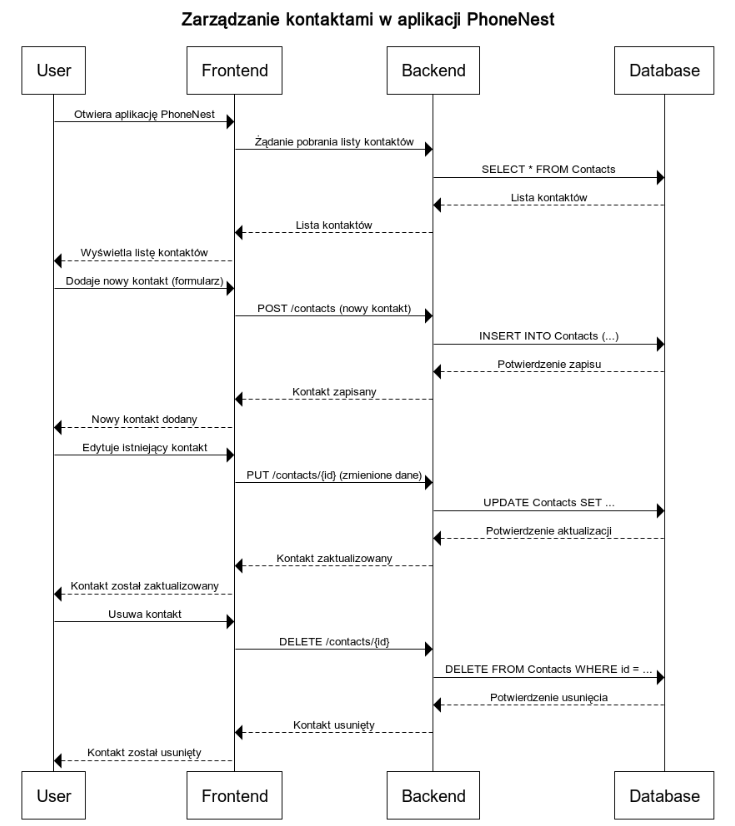 Zarządzanie kontaktami w aplikacji PhoneNest
User
Frontend
Backend
Database
Otwiera aplikację PhoneNest
Żądanie pobrania listy kontaktów
SELECT * FROM Contacts
Lista kontaktów
Lista kontaktów
Wyświetla listę kontaktów
Dodaje nowy kontakt (formularz)
POST /contacts (nowy kontakt)
INSERT INTO Contacts (...)
Potwierdzenie zapisu
Kontakt zapisany
Nowy kontakt dodany
Edytuje istniejący kontakt
PUT /contacts/{id} (zmienione dane)
UPDATE Contacts SET ...
Potwierdzenie aktualizacji
Kontakt zaktualizowany
Kontakt został zaktualizowany
Usuwa kontakt
DELETE /contacts/{id}
DELETE FROM Contacts WHERE id = ...
Potwierdzenie usunięcia
Kontakt usunięty
Kontakt został usunięty
User
Frontend
Backend
Database